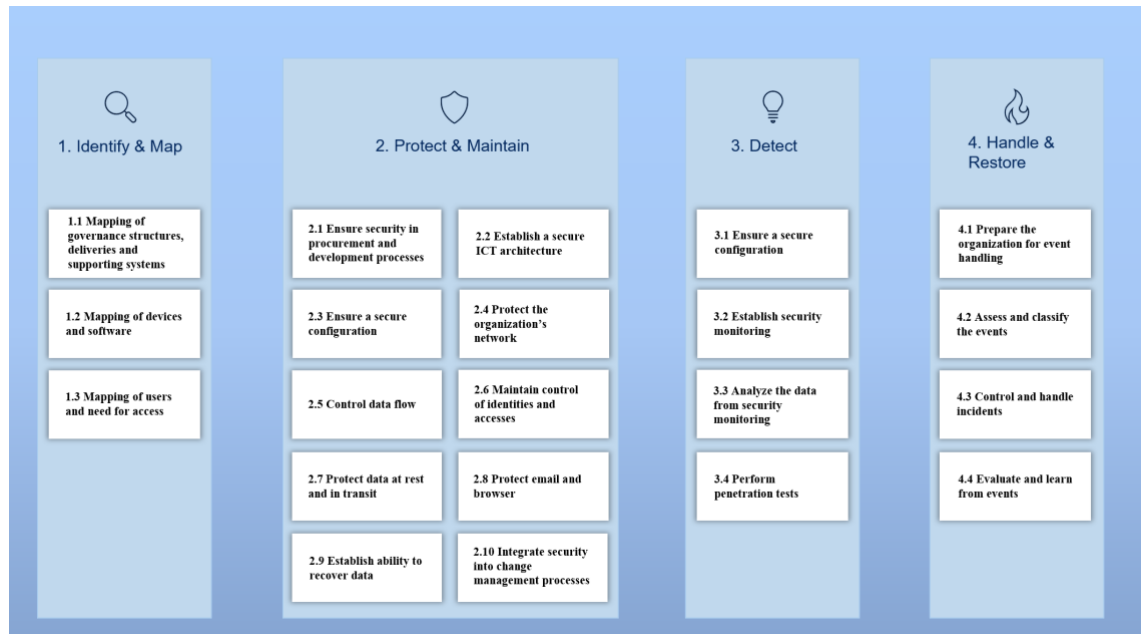 1. Identify & Map
1.1 Mapping of
governance structures,
deliveries and
supporting systems
1.2 Mapping of devices
and software
1.3 Mapping of users
and need for access
2. Protect & Maintain
2.1 Ensure security in
procurement and
development processes
2.2 Establish a secure
ICT architecture
2.3 Ensure a secure
configuration
2.4 Protect the
organization's
network
2.5 Control data flow
2.6 Maintain control
of identities and
accesses
2.7 Protect data at rest
and in transit
2.8 Protect email and
browser
2.9 Establish ability to
recover data
2.10 Integrate security
into change
management processes
3. Detect
3.1 Ensure a secure
configuration
3.2 Establish security
monitoring
3.3 Analyze the data
from security
monitoring
3.4 Perform
penetration tests
4. Handle &
Restore
4.1 Prepare the
organization for event
handling
4.2 Assess and classify
the events
4.3 Control and handle
incidents
4.4 Evaluate and learn
from events